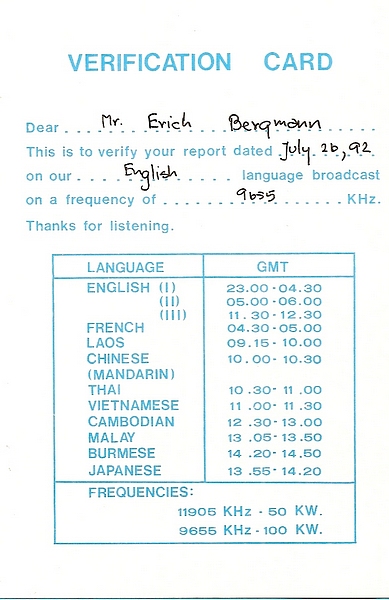 VERIFICATION CARD
Dear .... Mr. Erich Bergmann ....
This is to verify your report dated July 26, 92
on our .... English .... language broadcast
on a frequency of .... 9655 .... KHz.
Thanks for listening.
LANGUAGE GMT
ENGLISH (I) 23.00 - 04.30
(II) 05.00 - 06.00
(III) 11.30 - 12.30
FRENCH 04.30 - 05.00
LAOS 09.15 - 10.00
CHINESE 10.00 - 10.30
(MANDARIN)
THAI 10.30 - 11.00
VIETNAMESE 11.00 - 11.30
CAMBODIAN 12.30 - 13.00
MALAY 13.05 - 13.50
BURMESE 14.20 - 14.50
JAPANESE 13.55 - 14.20
FREQUENCIES:
11905 KHz - 50 KW.
9655 KHz - 100 KW.